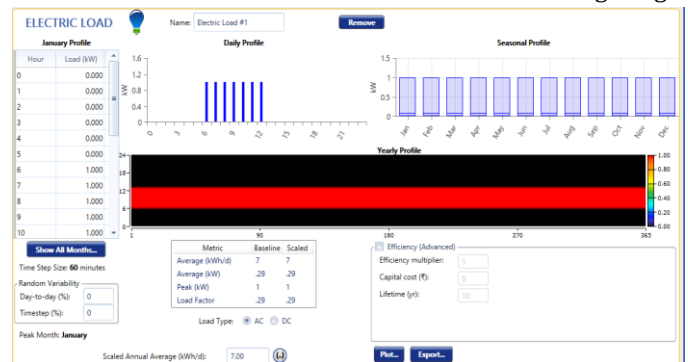 ELECTRIC LOAD
Name: Electric Load #1
Remove
January Profile
Hour Load (kW)
0 0.000
1 0.000
2 0.000
3 0.000
4 0.000
5 0.000
6 1.000
7 1.000
8 1.000
9 1.000
10 1.000
Show All Months...
Time Step Size: 60 minutes
Random Variability
Day-to-day (%): 0
Timestep (%): 0
Peak Month: January
Daily Profile
kW
1.6
1.2
0.8
0.4
0
0 3 6 9 12 15 18 21
Seasonal Profile
kW
1.5
1
0.5
0
Jan Feb Mar Apr May Jun Jul Aug Sep Oct Nov Dec
Yearly Profile
24
18
12
6
0
1 90 180 270 365
1.00
0.80
0.60
0.40
0.20
0.00
Metric Baseline Scaled
Average (kWh/d) 7 7
Average (kW) .29 .29
Peak (kW) 1 1
Load Factor .29 .29
Load Type: AC DC
Efficiency (Advanced)
Efficiency multiplier: 1
Capital cost (₹): 0
Lifetime (yr): 10
Scaled Annual Average (kWh/d): 7.00
Plot... Export...